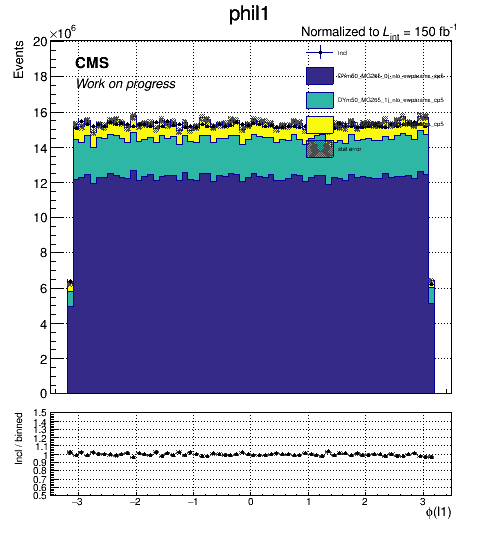 phil1
Normalized to L_int = 150 fb⁻¹
×10⁶
Events
CMS
Work on progress
Incl
DYm50_MG265_1j_nlo_ewptsums_cp5
stat error
20
18
16
14
12
10
8
6
4
2
0
Incl / binned
1.5
1.4
1.3
1.2
1.1
1
0.9
0.8
0.7
0.6
0.5
−3 −2 −1 0 1 2 3
ϕ(l1)